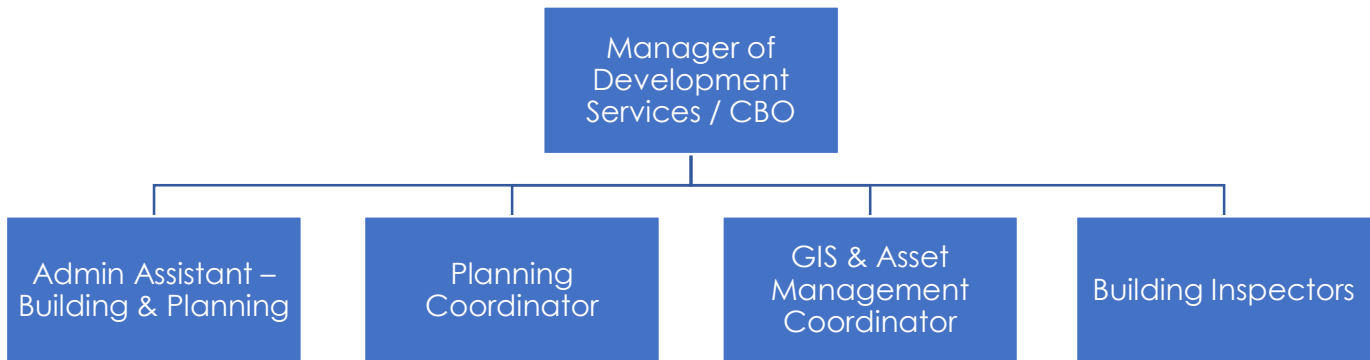 Manager of
Development
Services / CBO
Admin Assistant –
Building & Planning
Planning
Coordinator
GIS & Asset
Management
Coordinator
Building Inspectors